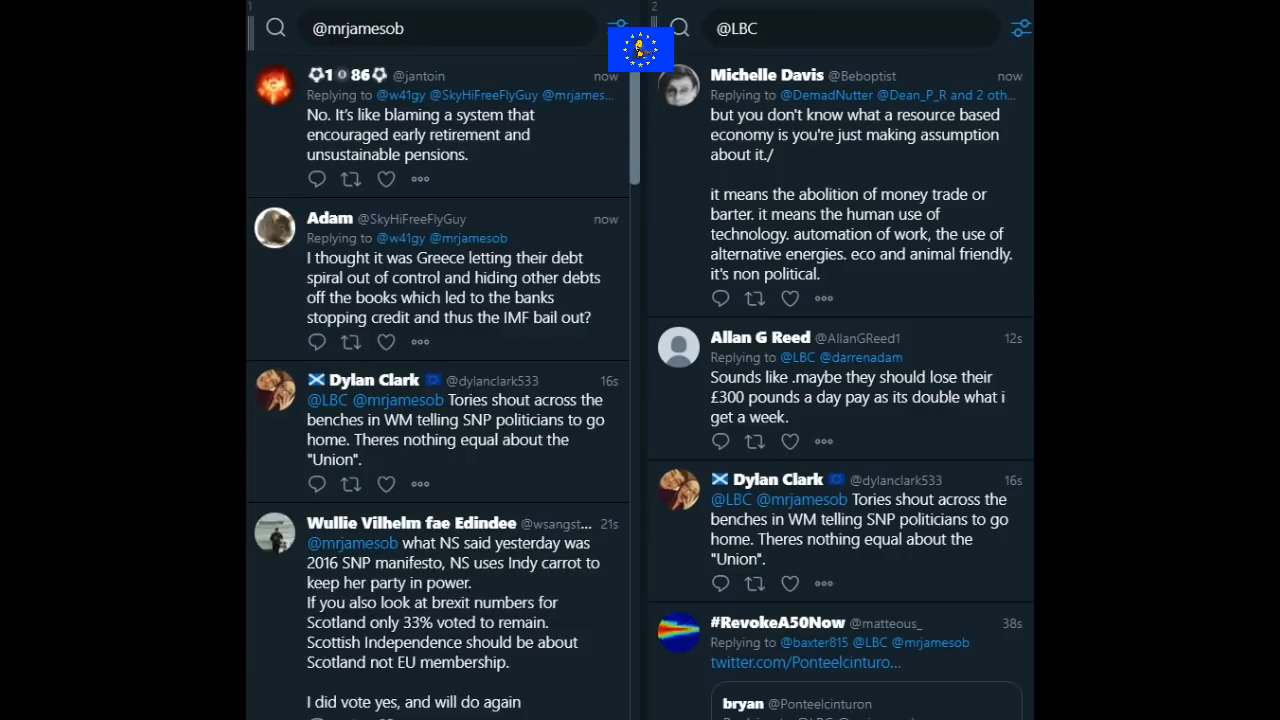 1
@mrjamesob
1 86 @jantoin now
Replying to @w41gy @SkyHiFreeFlyGuy @mrjames...
No. It's like blaming a system that
encouraged early retirement and
unsustainable pensions.
Adam @SkyHiFreeFlyGuy now
Replying to @w41gy @mrjamesob
I thought it was Greece letting their debt
spiral out of control and hiding other debts
off the books which led to the banks
stopping credit and thus the IMF bail out?
Dylan Clark @dylanclark533 16s
@LBC @mrjamesob Tories shout across the
benches in WM telling SNP politicians to go
home. Theres nothing equal about the
"Union".
Wullie Vilhelm fae Edindee @wsangst... 21s
@mrjamesob what NS said yesterday was
2016 SNP manifesto, NS uses Indy carrot to
keep her party in power.
If you also look at brexit numbers for
Scotland only 33% voted to remain.
Scottish Independence should be about
Scotland not EU membership.
I did vote yes, and will do again
2
@LBC
Michelle Davis @Beboptist now
Replying to @DemadNutter @Dean_P_R and 2 oth...
but you don't know what a resource based
economy is you're just making assumption
about it./
it means the abolition of money trade or
barter. it means the human use of
technology. automation of work, the use of
alternative energies. eco and animal friendly.
it's non political.
Allan G Reed @AllanGReed1 12s
Replying to @LBC @darrenadam
Sounds like .maybe they should lose their
£300 pounds a day pay as its double what i
get a week.
Dylan Clark @dylanclark533 16s
@LBC @mrjamesob Tories shout across the
benches in WM telling SNP politicians to go
home. Theres nothing equal about the
"Union".
#RevokeA50Now @matteous_ 38s
Replying to @baxter815 @LBC @mrjamesob
twitter.com/Ponteelcinturo...
bryan @Ponteelcinturon